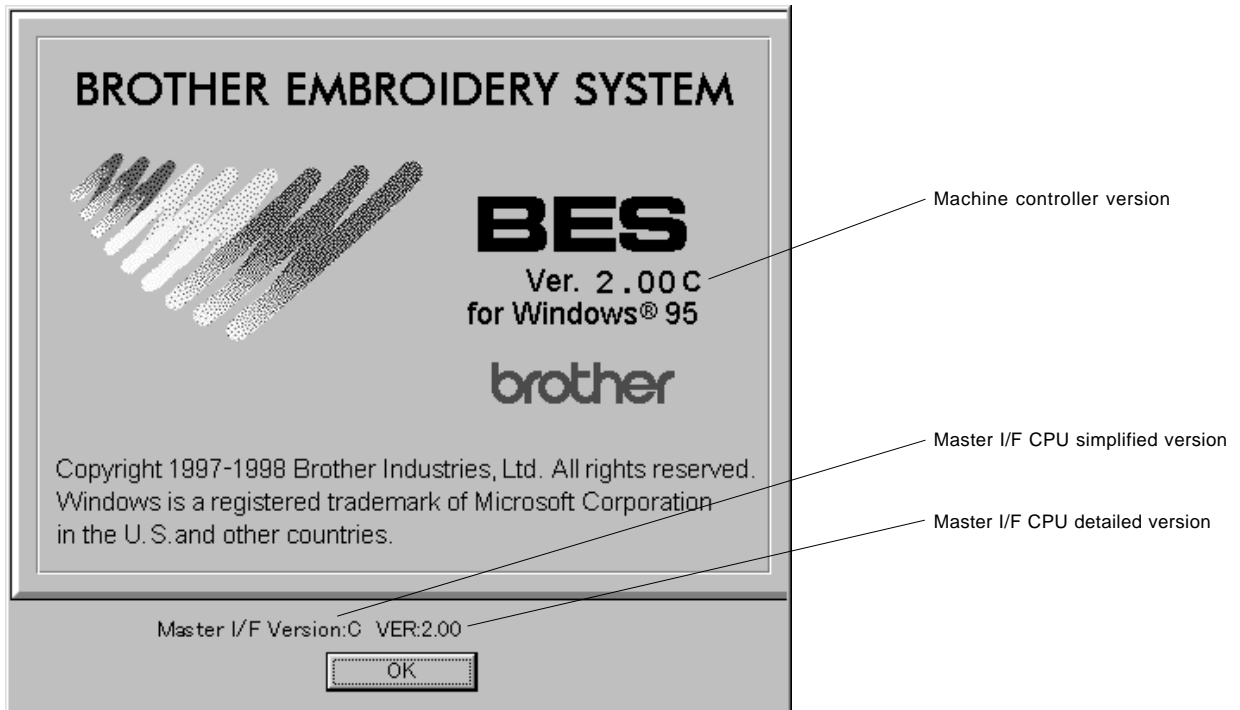 BROTHER EMBROIDERY SYSTEM
BES
Ver. 2.00C
for Windows® 95
brother
Copyright 1997-1998 Brother Industries, Ltd. All rights reserved.
Windows is a registered trademark of Microsoft Corporation
in the U.S. and other countries.
Master I/F Version:C VER:2.00
OK
Machine controller version
Master I/F CPU simplified version
Master I/F CPU detailed version